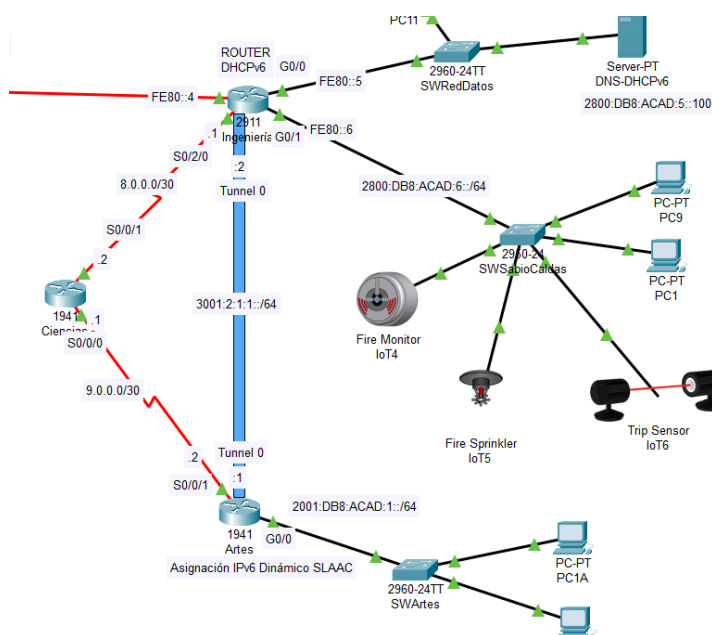 PC11
ROUTER
DHCPv6
G0/0
FE80::5
2960-24TT
SWRedDatos
Server-PT
DNS-DHCPv6
2800:DB8:ACAD:5::100
FE80::4
2911
Ingeniería
G0/1
FE80::6
.1
S0/2/0
:2
Tunnel 0
8.0.0.0/30
2800:DB8:ACAD:6::/64
PC-PT
PC9
S0/0/1
.2
2960-24
SWSabioCaldas
PC-PT
PC1
1941
Ciencias
.1
S0/0/0
3001:2:1:1::/64
Fire Monitor
IoT4
9.0.0.0/30
Fire Sprinkler
IoT5
Trip Sensor
IoT6
.2
S0/0/1
Tunnel 0
:1
2001:DB8:ACAD:1::/64
1941
Artes
G0/0
Asignación IPv6 Dinámico SLAAC
2960-24TT
SWArtes
PC-PT
PC1A